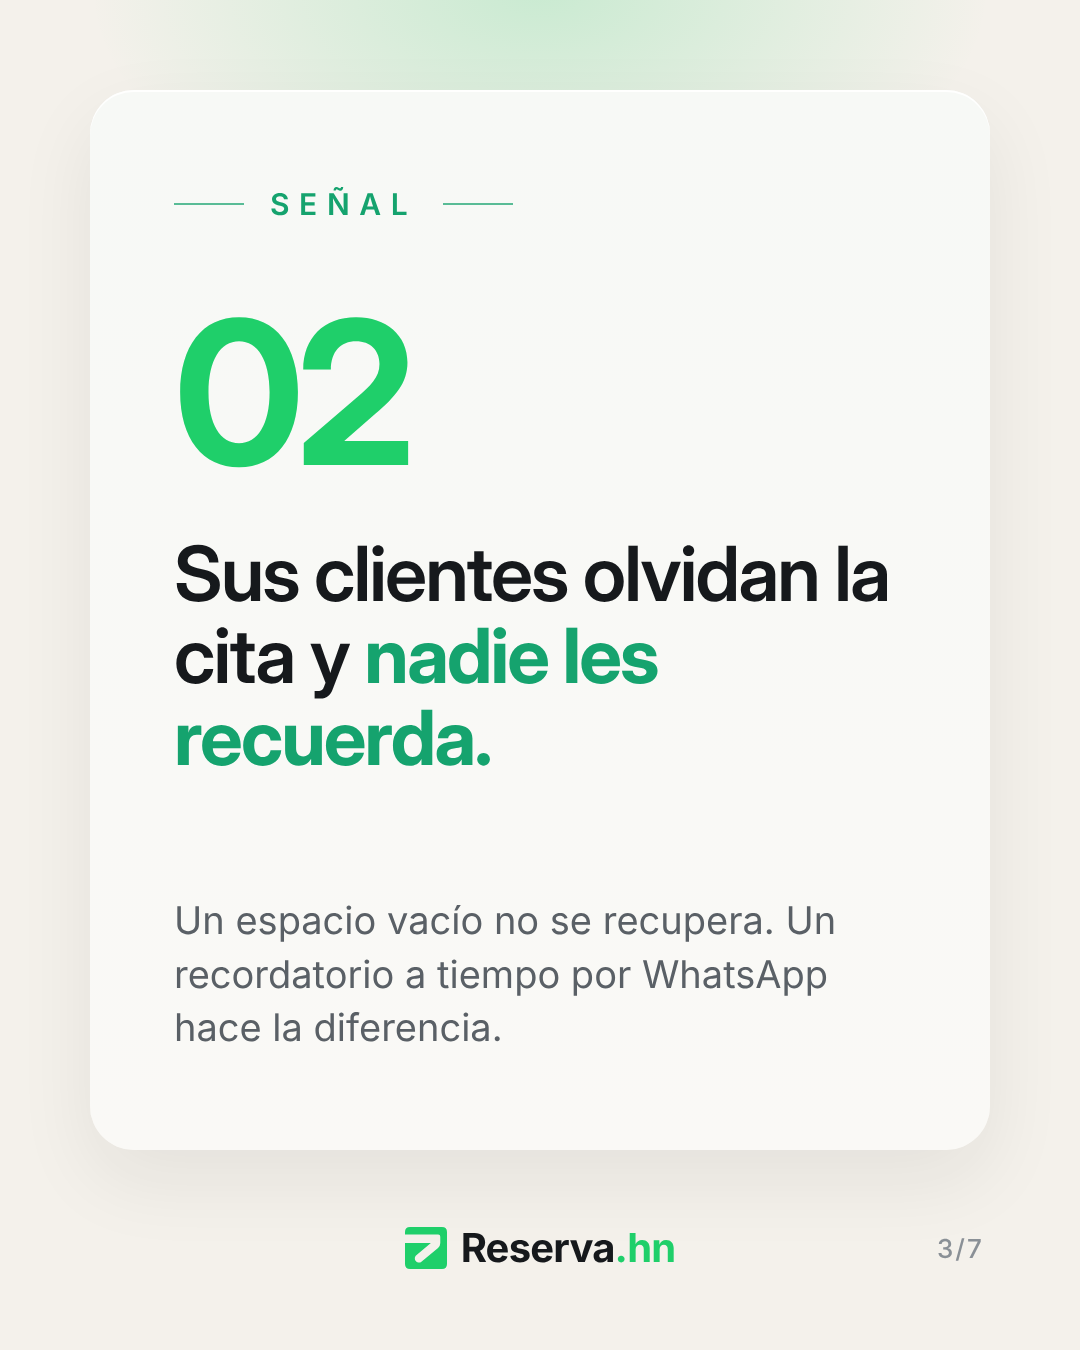 SEÑAL
02
Sus clientes olvidan la
cita y nadie les
recuerda.
Un espacio vacío no se recupera. Un
recordatorio a tiempo por WhatsApp
hace la diferencia.
Reserva.hn
3/7